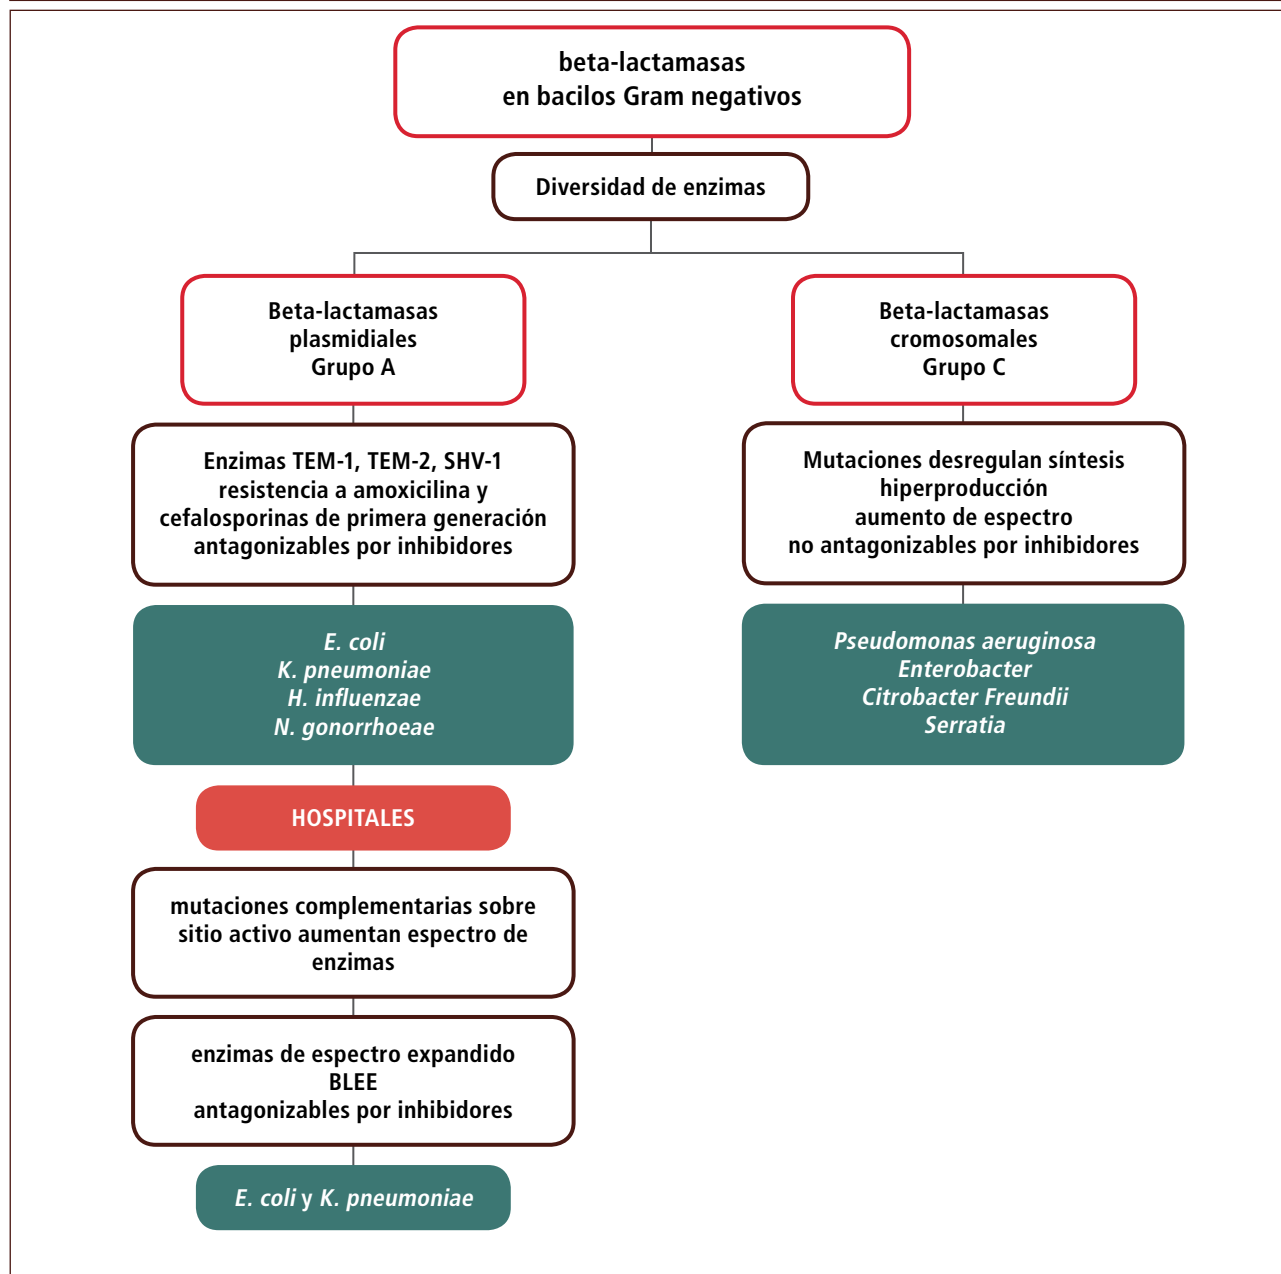 beta-lactamasas
en bacilos Gram negativos
Diversidad de enzimas
Beta-lactamasas
plasmidiales
Grupo A
Beta-lactamasas
cromosomales
Grupo C
Enzimas TEM-1, TEM-2, SHV-1
resistencia a amoxicilina y
cefalosporinas de primera generación
antagonizables por inhibidores
Mutaciones desregulan síntesis
hiperproducción
aumento de espectro
no antagonizables por inhibidores
E. coli
K. pneumoniae
H. influenzae
N. gonorrhoeae
Pseudomonas aeruginosa
Enterobacter
Citrobacter Freundii
Serratia
HOSPITALES
mutaciones complementarias sobre
sitio activo aumentan espectro de
enzimas
enzimas de espectro expandido
BLEE
antagonizables por inhibidores
E. coli y K. pneumoniae